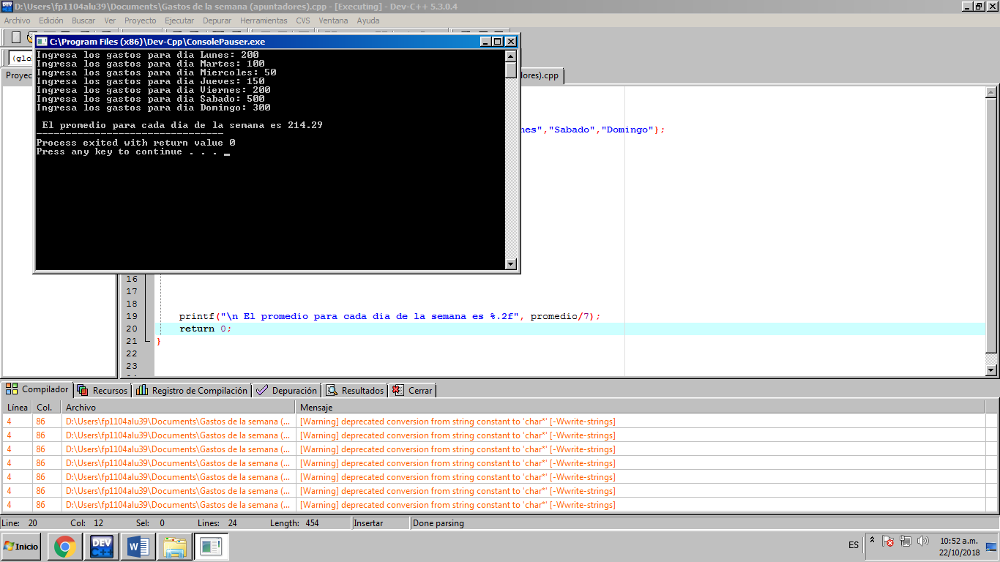 D:\Users\fp1104alu39\Documents\Gastos de la semana (apuntadores).cpp - [Executing] - Dev-C++ 5.3.0.4
Archivo Edición Buscar Ver Proyecto Ejecutar Depurar Herramientas CVS Ventana Ayuda
C:\Program Files (x86)\Dev-Cpp\ConsolePauser.exe
Ingresa los gastos para dia Lunes: 200
Ingresa los gastos para dia Martes: 100
Ingresa los gastos para dia Miercoles: 50
Ingresa los gastos para dia Jueves: 150
Ingresa los gastos para dia Viernes: 200
Ingresa los gastos para dia Sabado: 500
Ingresa los gastos para dia Domingo: 300
El promedio para cada dia de la semana es 214.29
--------------------------------
Process exited with return value 0
Press any key to continue . . .
(glo
Proyec
dores).cpp
nes","Sabado","Domingo"};
16
17
18
19 printf("\n El promedio para cada dia de la semana es %.2f", promedio/7);
20 return 0;
21 }
22
23
Compilador Recursos Registro de Compilación Depuración Resultados Cerrar
Línea Col. Archivo Mensaje
4 86 D:\Users\fp1104alu39\Documents\Gastos de la semana (... [Warning] deprecated conversion from string constant to 'char*' [-Wwrite-strings]
4 86 D:\Users\fp1104alu39\Documents\Gastos de la semana (... [Warning] deprecated conversion from string constant to 'char*' [-Wwrite-strings]
4 86 D:\Users\fp1104alu39\Documents\Gastos de la semana (... [Warning] deprecated conversion from string constant to 'char*' [-Wwrite-strings]
4 86 D:\Users\fp1104alu39\Documents\Gastos de la semana (... [Warning] deprecated conversion from string constant to 'char*' [-Wwrite-strings]
4 86 D:\Users\fp1104alu39\Documents\Gastos de la semana (... [Warning] deprecated conversion from string constant to 'char*' [-Wwrite-strings]
4 86 D:\Users\fp1104alu39\Documents\Gastos de la semana (... [Warning] deprecated conversion from string constant to 'char*' [-Wwrite-strings]
4 86 D:\Users\fp1104alu39\Documents\Gastos de la semana (... [Warning] deprecated conversion from string constant to 'char*' [-Wwrite-strings]
Line: 20 Col: 12 Sel: 0 Lines: 24 Length: 454 Insertar Done parsing
Inicio DEV C++ ES 10:52 a.m.
22/10/2018